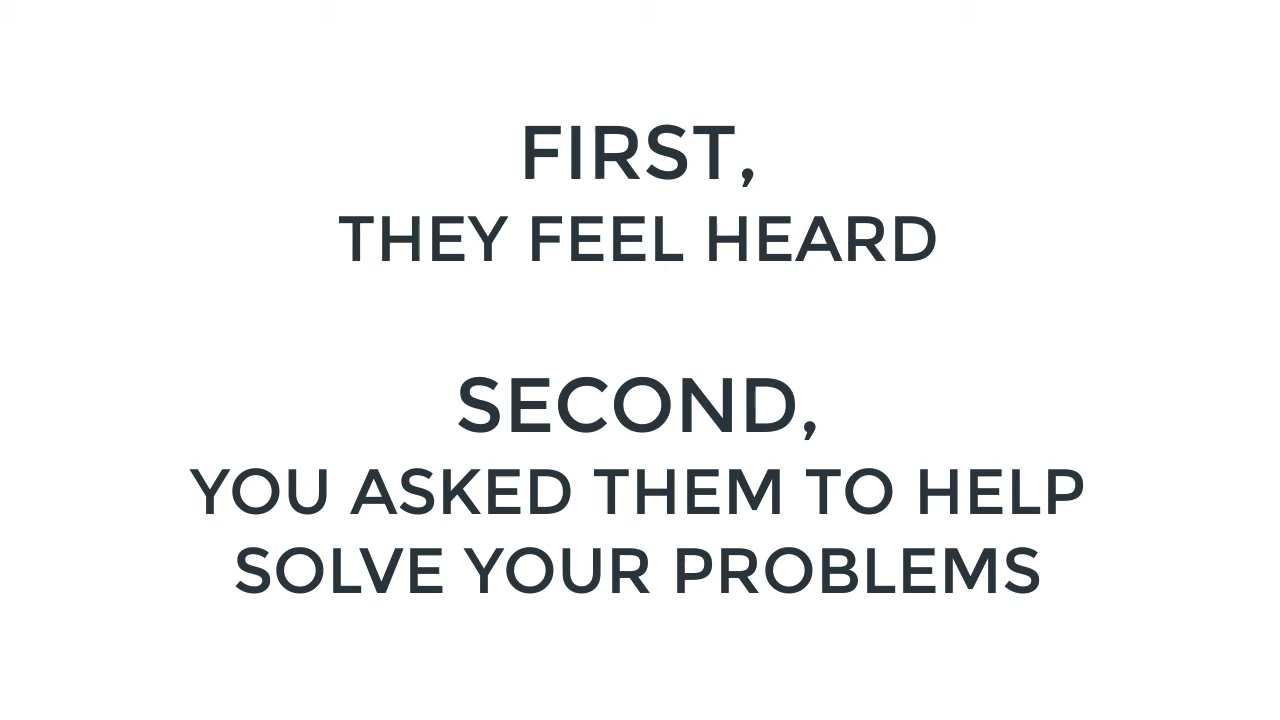 FIRST,
THEY FEEL HEARD
SECOND,
YOU ASKED THEM TO HELP
SOLVE YOUR PROBLEMS